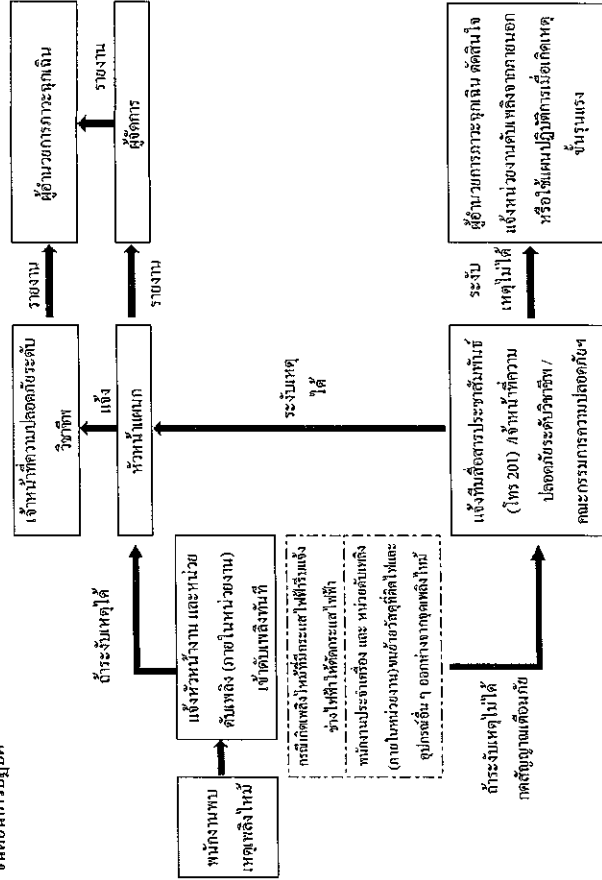 พนักงานพบ
เหตุเพลิงไหม้
แจ้งหัวหน้างาน และหน่วย
ดับเพลิง (ภายในหน่วยงาน)
เข้าดับเพลิงทันที
กรณีเกิดเพลิงไหม้ที่มีกระแสไฟฟ้ารีบแจ้ง
ช่างไฟฟ้าให้ตัดกระแสไฟฟ้า
พนักงานประจำเครื่อง และ หน่วยดับเพลิง
(ภายในหน่วยงาน) ขนย้ายวัสดุที่ติดไฟและ
อุปกรณ์อื่น ๆ ออกห่างจากจุดเพลิงไหม้
ถ้าระงับเหตุได้
ถ้าระงับเหตุไม่ได้
กดสัญญาณเตือนภัย
เจ้าหน้าที่ความปลอดภัยระดับ
วิชาชีพ
แจ้ง
หัวหน้าแผนก
ระงับเหตุ
ได้
แจ้งทีมสื่อสารประชาสัมพันธ์
(โทร 201) /เจ้าหน้าที่ความ
ปลอดภัยระดับวิชาชีพ /
คณะกรรมการความปลอดภัยฯ
รายงาน
รายงาน
ระงับ
เหตุไม่ได้
ผู้อำนวยการภาวะฉุกเฉิน
รายงาน
ผู้จัดการ
ผู้อำนวยการภาวะฉุกเฉิน ตัดสินใจ
แจ้งหน่วยงานดับเพลิงจากภายนอก
หรือใช้แผนปฏิบัติการเมื่อเกิดเหตุ
ขั้นรุนแรง